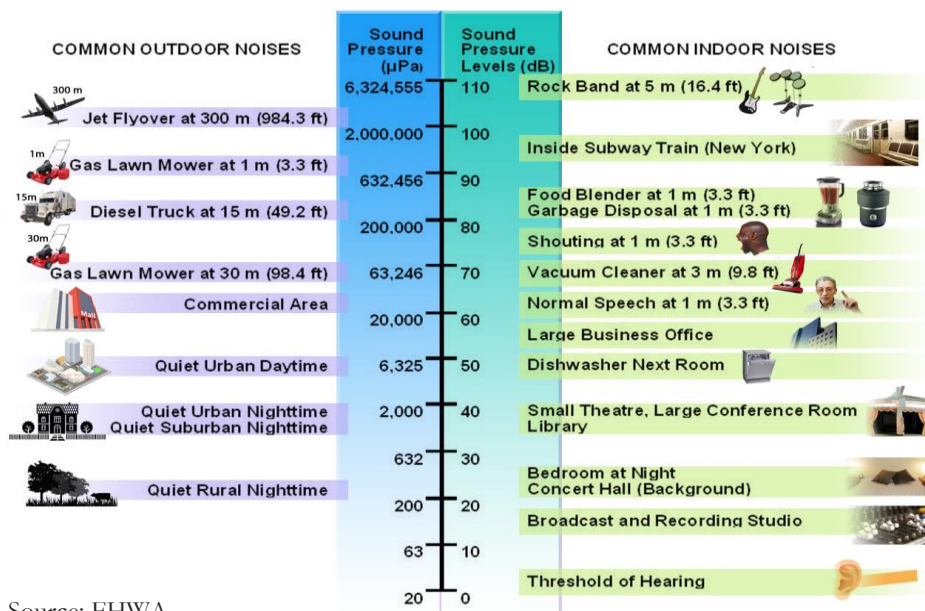 COMMON OUTDOOR NOISES
Sound
Pressure
(µPa)
Sound
Pressure
Levels (dB)
COMMON INDOOR NOISES
300 m
Jet Flyover at 300 m (984.3 ft)
1m
Gas Lawn Mower at 1 m (3.3 ft)
15m
Diesel Truck at 15 m (49.2 ft)
30m
Gas Lawn Mower at 30 m (98.4 ft)
Mall
Commercial Area
Quiet Urban Daytime
Quiet Urban Nighttime
Quiet Suburban Nighttime
Quiet Rural Nighttime
6,324,555 110
2,000,000 100
632,456 90
200,000 80
63,246 70
20,000 60
6,325 50
2,000 40
632 30
200 20
63 10
20 0
Rock Band at 5 m (16.4 ft)
Inside Subway Train (New York)
Food Blender at 1 m (3.3 ft)
Garbage Disposal at 1 m (3.3 ft)
Shouting at 1 m (3.3 ft)
Vacuum Cleaner at 3 m (9.8 ft)
Normal Speech at 1 m (3.3 ft)
Large Business Office
Dishwasher Next Room
Small Theatre, Large Conference Room
Library
Bedroom at Night
Concert Hall (Background)
Broadcast and Recording Studio
Threshold of Hearing
Source: FHWA